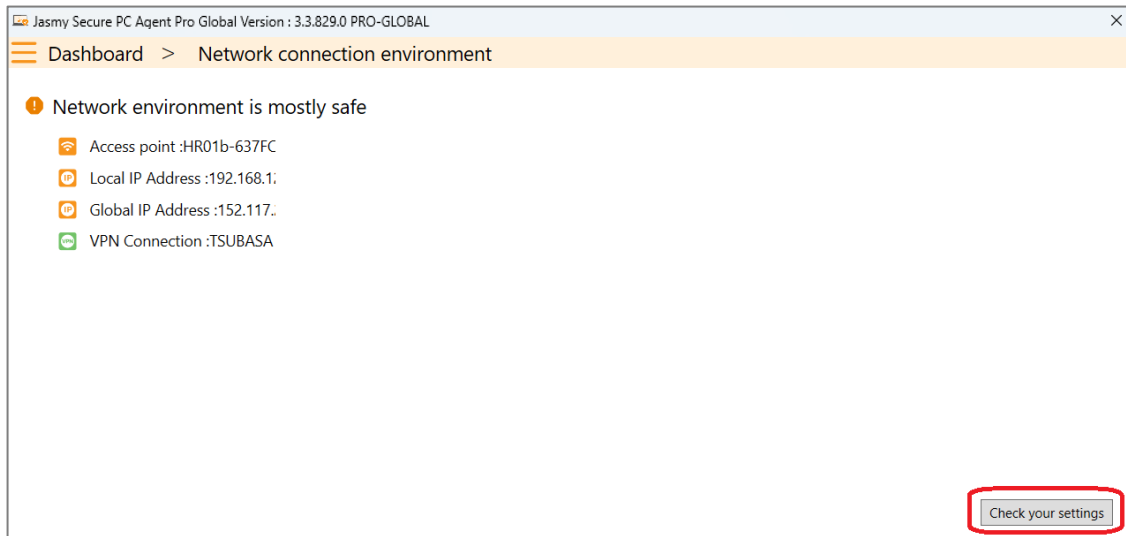 Jasmy Secure PC Agent Pro Global Version : 3.3.829.0 PRO-GLOBAL
Dashboard > Network connection environment
Network environment is mostly safe
Access point :HR01b-637FC
Local IP Address :192.168.1
Global IP Address :152.117.
VPN Connection :TSUBASA
Check your settings